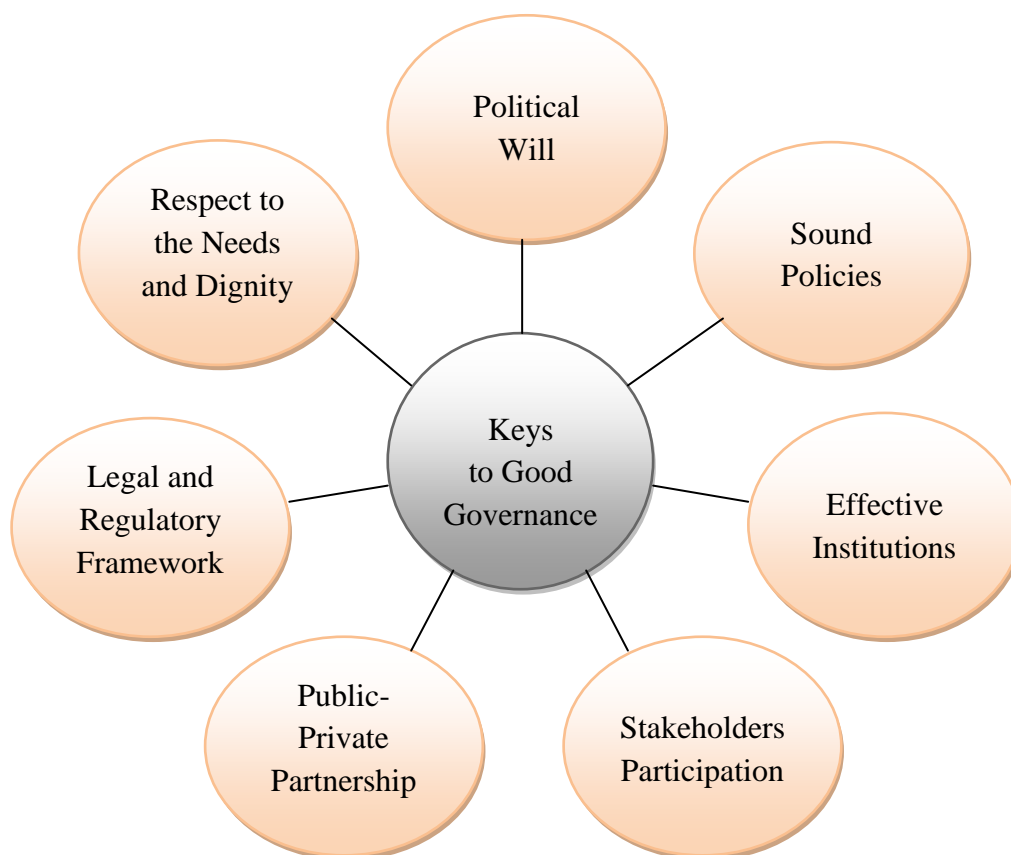 Political
Will
Respect to
the Needs
and Dignity
Sound
Policies
Keys
to Good
Governance
Legal and
Regulatory
Framework
Effective
Institutions
Public-
Private
Partnership
Stakeholders
Participation